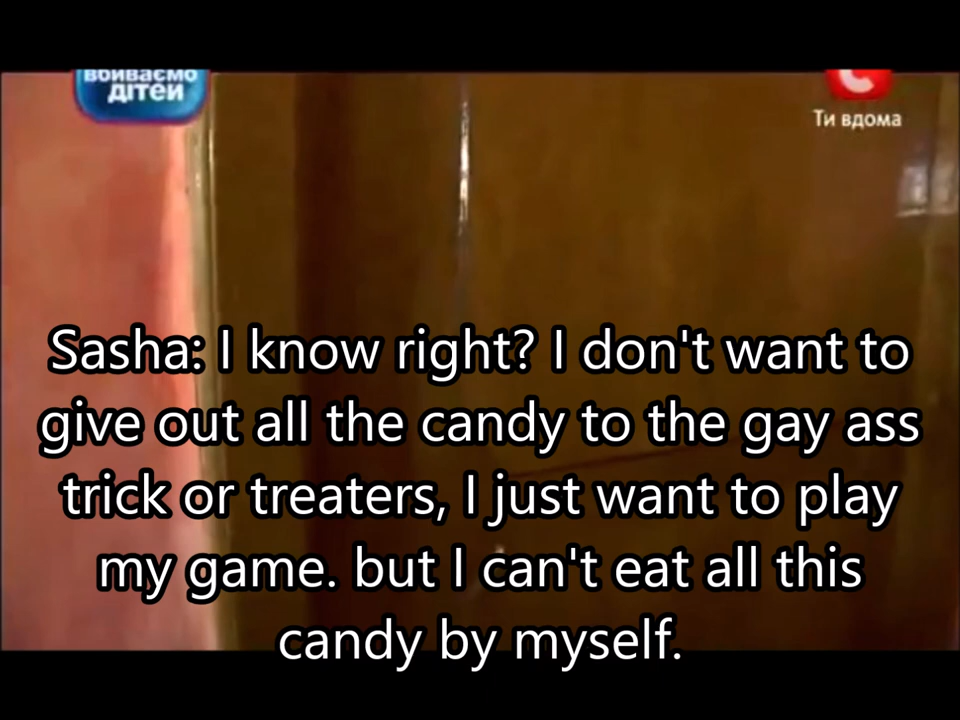 вбиваємо
дітей
Ти вдома
Sasha: I know right? I don't want to
give out all the candy to the gay ass
trick or treaters, I just want to play
my game. but I can't eat all this
candy by myself.